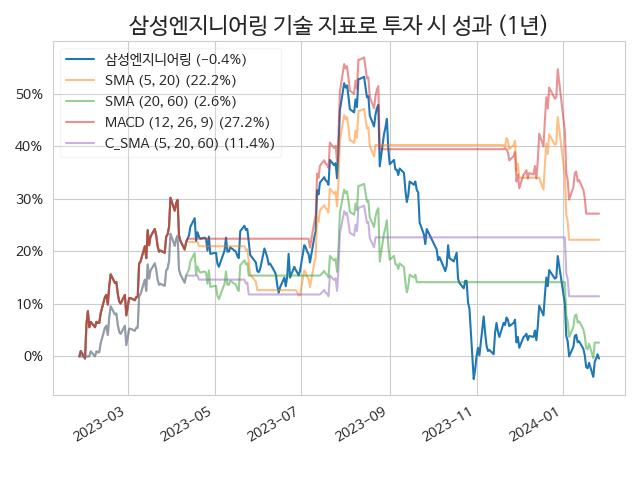 삼성엔지니어링 기술 지표로 투자 시 성과 (1년)
삼성엔지니어링 (−0.4%)
SMA (5, 20) (22.2%)
SMA (20, 60) (2.6%)
MACD (12, 26, 9) (27.2%)
C_SMA (5, 20, 60) (11.4%)
50%
40%
30%
20%
10%
0%
2023−03
2023−05
2023−07
2023−09
2023−11
2024−01